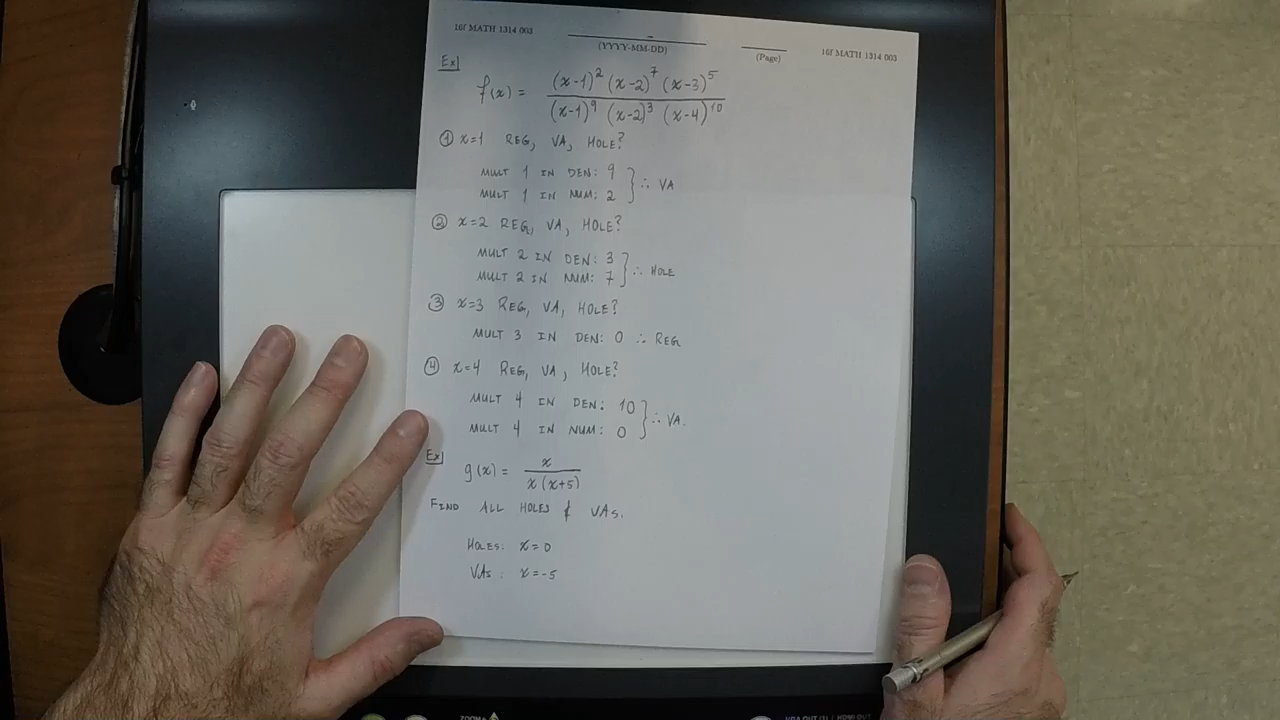 16f MATH 1314 003
(YYYY-MM-DD)
(Page)
16f MATH 1314 003
Ex
f(x) = (x-1)^2 (x-2)^7 (x-3)^5 / (x-1)^9 (x-2)^3 (x-4)^10
① x=1 REG, VA, HOLE?
MULT 1 IN DEN: 9
MULT 1 IN NUM: 2 } ∴ VA
② x=2 REG, VA, HOLE?
MULT 2 IN DEN: 3
MULT 2 IN NUM: 7 } ∴ HOLE
③ x=3 REG, VA, HOLE?
MULT 3 IN DEN: 0 ∴ REG
④ x=4 REG, VA, HOLE?
MULT 4 IN DEN: 10
MULT 4 IN NUM: 0 } ∴ VA.
Ex
g(x) = x / x(x+5)
FIND ALL HOLES & VAs.
HOLES: x=0
VAs: x=-5
ZOOM